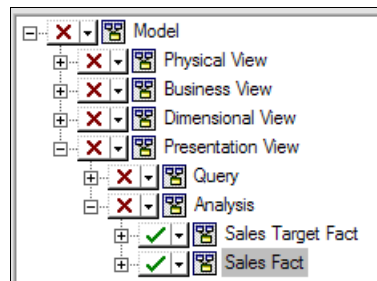 Model
Physical View
Business View
Dimensional View
Presentation View
Query
Analysis
Sales Target Fact
Sales Fact